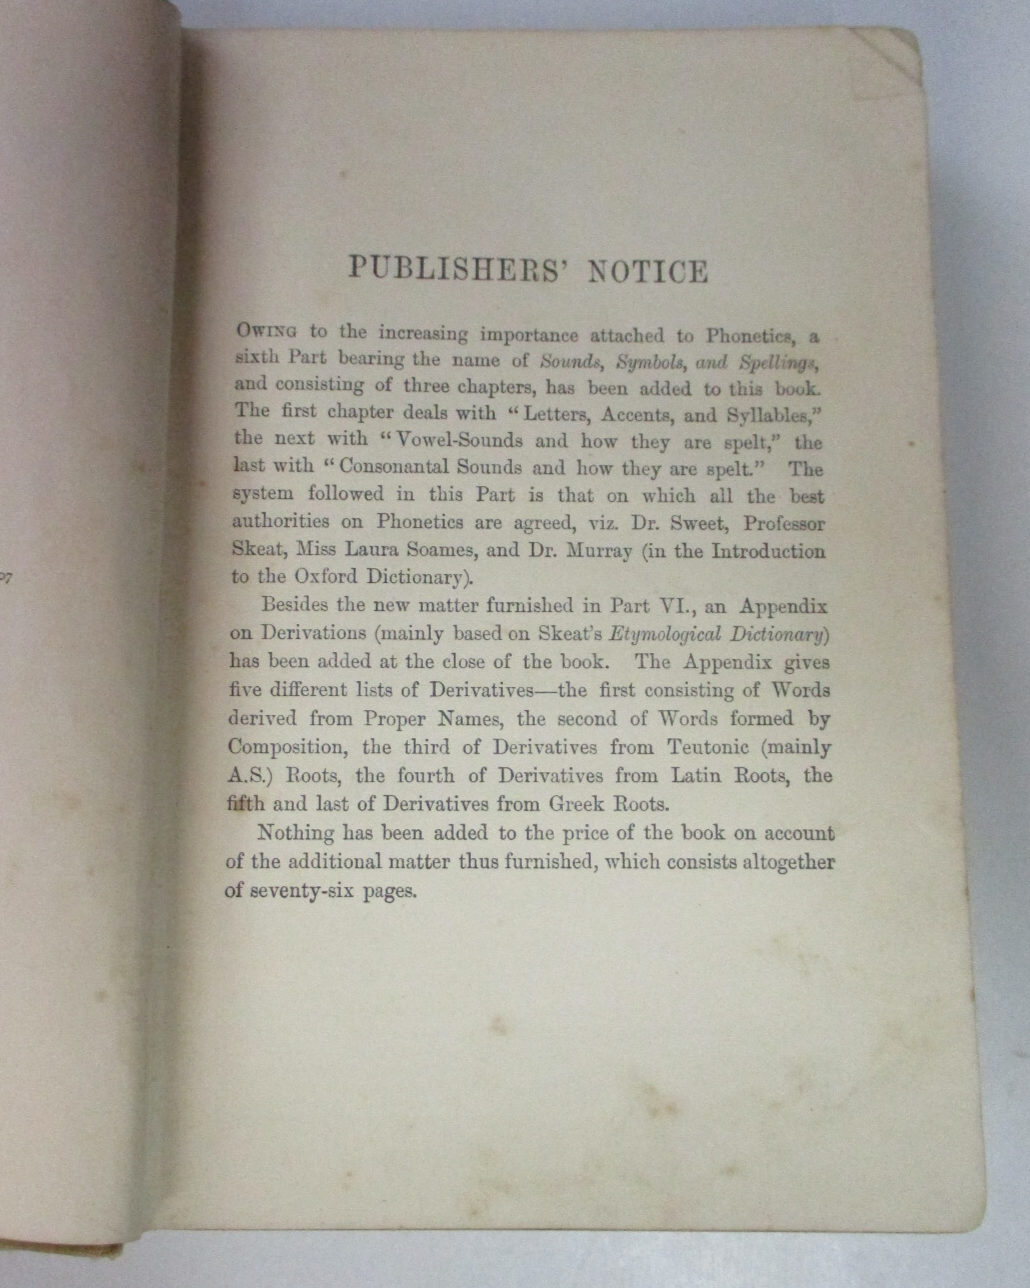 PUBLISHERS' NOTICE
OWING to the increasing importance attached to Phonetics, a
sixth Part bearing the name of Sounds, Symbols, and Spellings,
and consisting of three chapters, has been added to this book.
The first chapter deals with “Letters, Accents, and Syllables,”
the next with “Vowel-Sounds and how they are spelt,” the
last with “Consonantal Sounds and how they are spelt.” The
system followed in this Part is that on which all the best
authorities on Phonetics are agreed, viz. Dr. Sweet, Professor
Skeat, Miss Laura Soames, and Dr. Murray (in the Introduction
to the Oxford Dictionary).
Besides the new matter furnished in Part VI., an Appendix
on Derivations (mainly based on Skeat's Etymological Dictionary)
has been added at the close of the book. The Appendix gives
five different lists of Derivatives—the first consisting of Words
derived from Proper Names, the second of Words formed by
Composition, the third of Derivatives from Teutonic (mainly
A.S.) Roots, the fourth of Derivatives from Latin Roots, the
fifth and last of Derivatives from Greek Roots.
Nothing has been added to the price of the book on account
of the additional matter thus furnished, which consists altogether
of seventy-six pages.